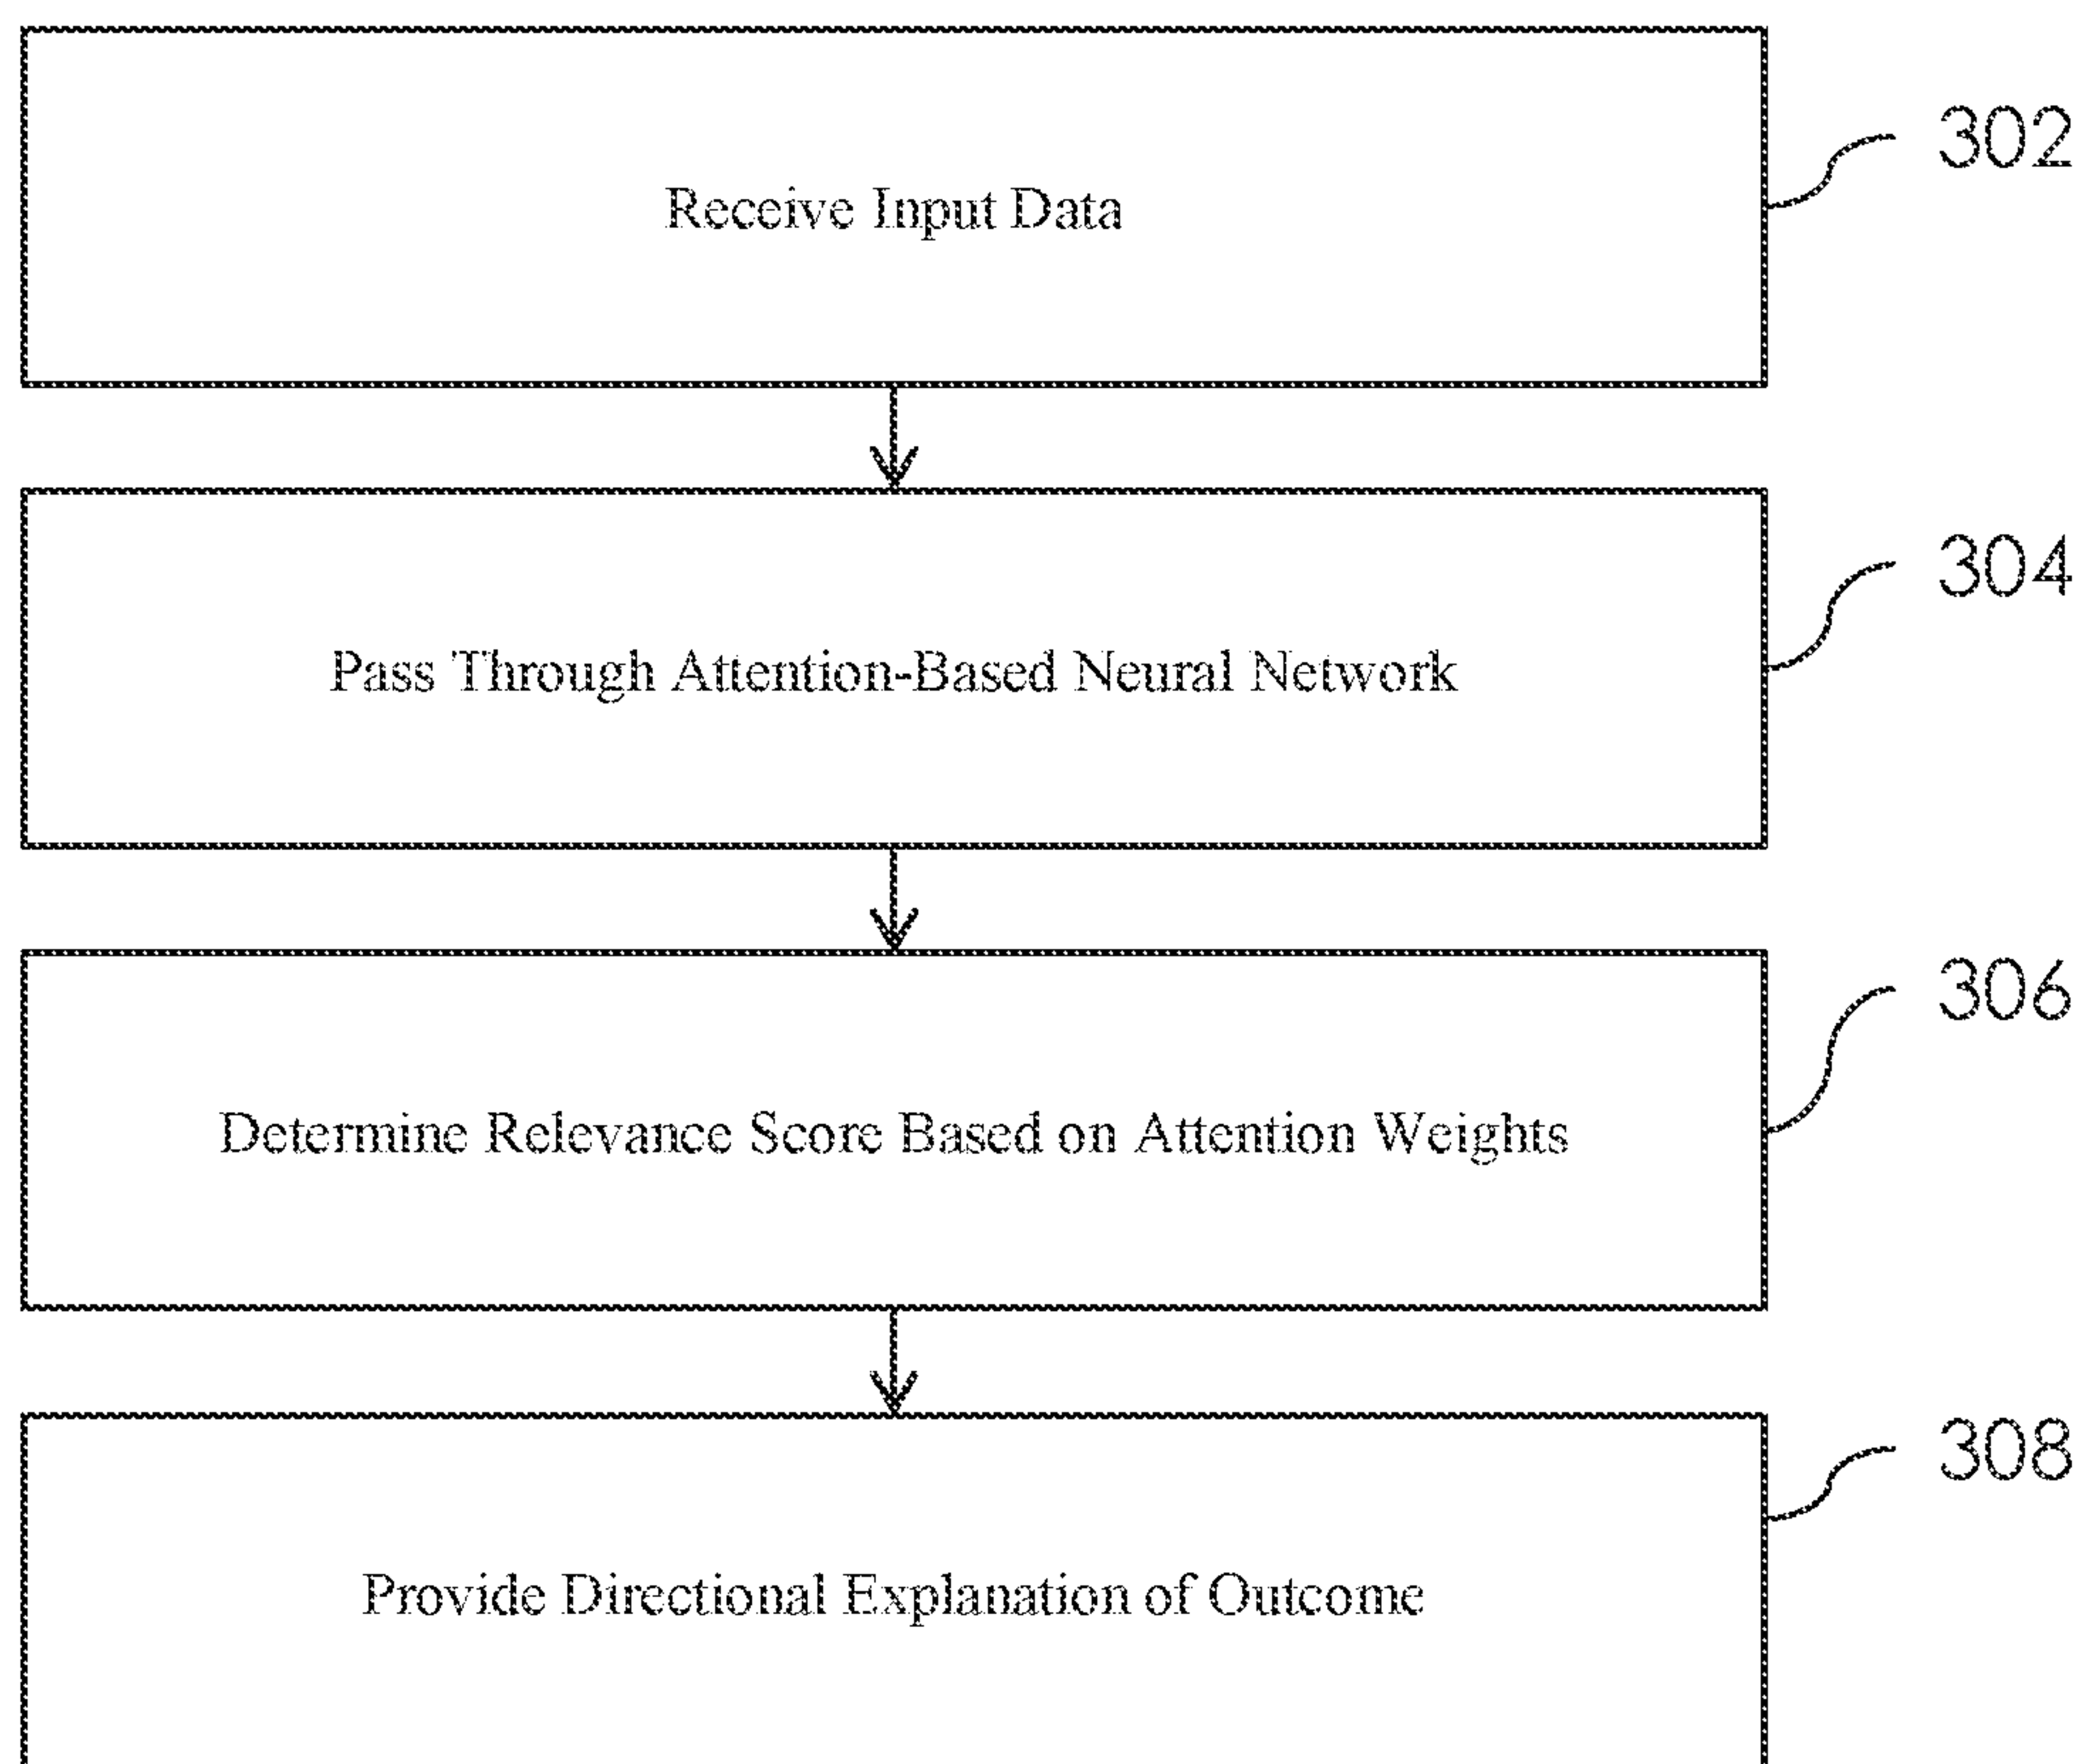 Receive Input Data
302
Pass Through Attention-Based Neural Network
304
Determine Relevance Score Based on Attention Weights
306
Provide Directional Explanation of Outcome
308